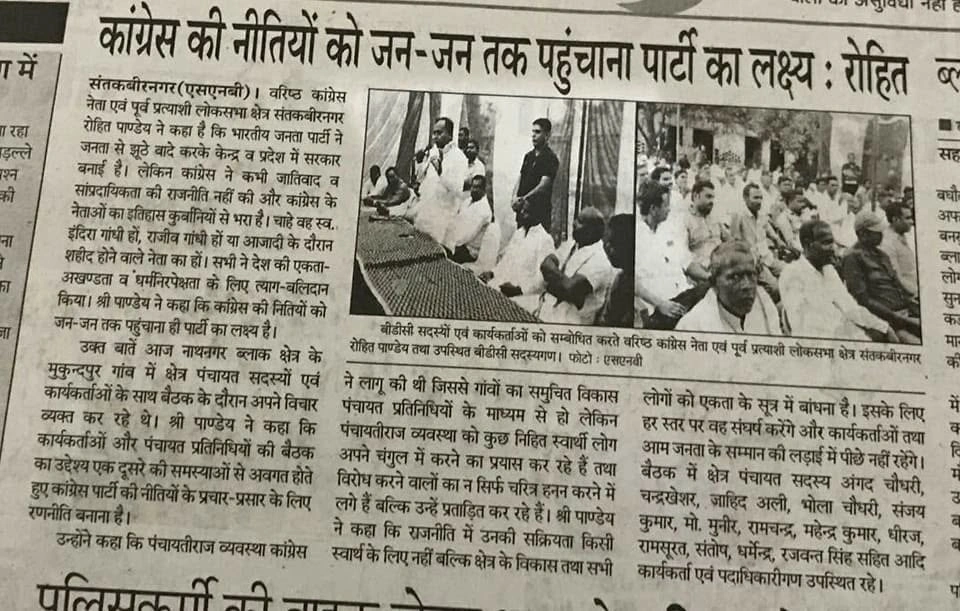 कांग्रेस की नीतियों को जन-जन तक पहुंचाना पार्टी का लक्ष्य : रोहित
संतकबीरनगर(एसएनबी)। वरिष्ठ कांग्रेस
नेता एवं पूर्व प्रत्याशी लोकसभा क्षेत्र संतकबीरनगर
रोहित पाण्डेय ने कहा है कि भारतीय जनता पार्टी ने
जनता से झूठे बादे करके केन्द्र व प्रदेश में सरकार
बनाई है। लेकिन कांग्रेस ने कभी जातिवाद व
सांप्रदायिकता की राजनीति नहीं की और कांग्रेस के
नेताओं का इतिहास कुर्बानियों से भरा है। चाहे वह स्व.
इंदिरा गांधी हों, राजीव गांधी हों या आजादी के दौरान
शहीद होने वाले नेता का हों। सभी ने देश की एकता-
अखण्डता व धर्मनिरपेक्षता के लिए त्याग-बलिदान
किया। श्री पाण्डेय ने कहा कि कांग्रेस की नितियों को
जन-जन तक पहुंचाना ही पार्टी का लक्ष्य है।
उक्त बातें आज नाथनगर ब्लाक क्षेत्र के
मुकुन्दपुर गांव में क्षेत्र पंचायत सदस्यों एवं
कार्यकर्ताओं के साथ बैठक के दौरान अपने विचार
व्यक्त कर रहे थे। श्री पाण्डेय ने कहा कि
कार्यकर्ताओं और पंचायत प्रतिनिधियों की बैठक
का उद्देश्य एक दूसरे की समस्याओं से अवगत होते
हुए कांग्रेस पार्टी की नीतियों के प्रचार-प्रसार के लिए
रणनीति बनाना है।
उन्होंने कहा कि पंचायतीराज व्यवस्था कांग्रेस
बीडीसी सदस्यों एवं कार्यकर्ताओं को सम्बोधित करते वरिष्ठ कांग्रेस नेता एवं पूर्व प्रत्याशी लोकसभा क्षेत्र संतकबीरनगर
रोहित पाण्डेय तथा उपस्थित बीडीसी सदस्यगण। फोटो : एसएनबी
ने लागू की थी जिससे गांवों का समुचित विकास
पंचायत प्रतिनिधियों के माध्यम से हो लेकिन
पंचायतीराज व्यवस्था को कुछ निहित स्वार्थी लोग
अपने चंगुल में करने का प्रयास कर रहे हैं तथा
विरोध करने वालों का न सिर्फ चरित्र हनन करने में
लगे हैं बल्कि उन्हें प्रताड़ित कर रहे हैं। श्री पाण्डेय
ने कहा कि राजनीति में उनकी सक्रियता किसी
स्वार्थ के लिए नहीं बल्कि क्षेत्र के विकास तथा सभी
लोगों को एकता के सूत्र में बांधना है। इसके लिए
हर स्तर पर वह संघर्ष करेंगे और कार्यकर्ताओं तथा
आम जनता के सम्मान की लड़ाई में पीछे नहीं रहेंगे।
बैठक में क्षेत्र पंचायत सदस्य अंगद चौधरी,
चन्द्रखेशर, ज़ाहिद अली, भोला चौधरी, संजय
कुमार, मो. मुनीर, रामचन्द्र, महेन्द्र कुमार, धीरज,
रामसूरत, संतोष, धर्मेन्द्र, रजवन्त सिंह सहित आदि
कार्यकर्ता एवं पदाधिकारीगण उपस्थित रहे।